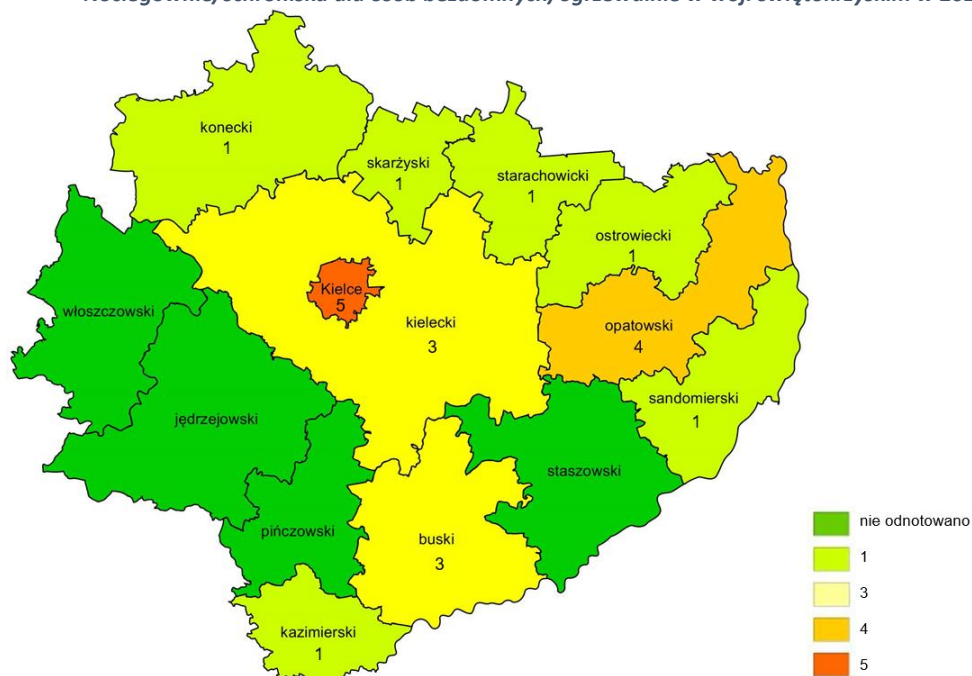 konecki
1
skarżyski
1
starachowicki
1
ostrowiecki
1
Kielce
5
włoszczowski
kielecki
3
opatowski
4
sandomierski
1
jędrzejowski
staszowski
pińczowski
buski
3
kazimierski
1
nie odnotowano
1
3
4
5